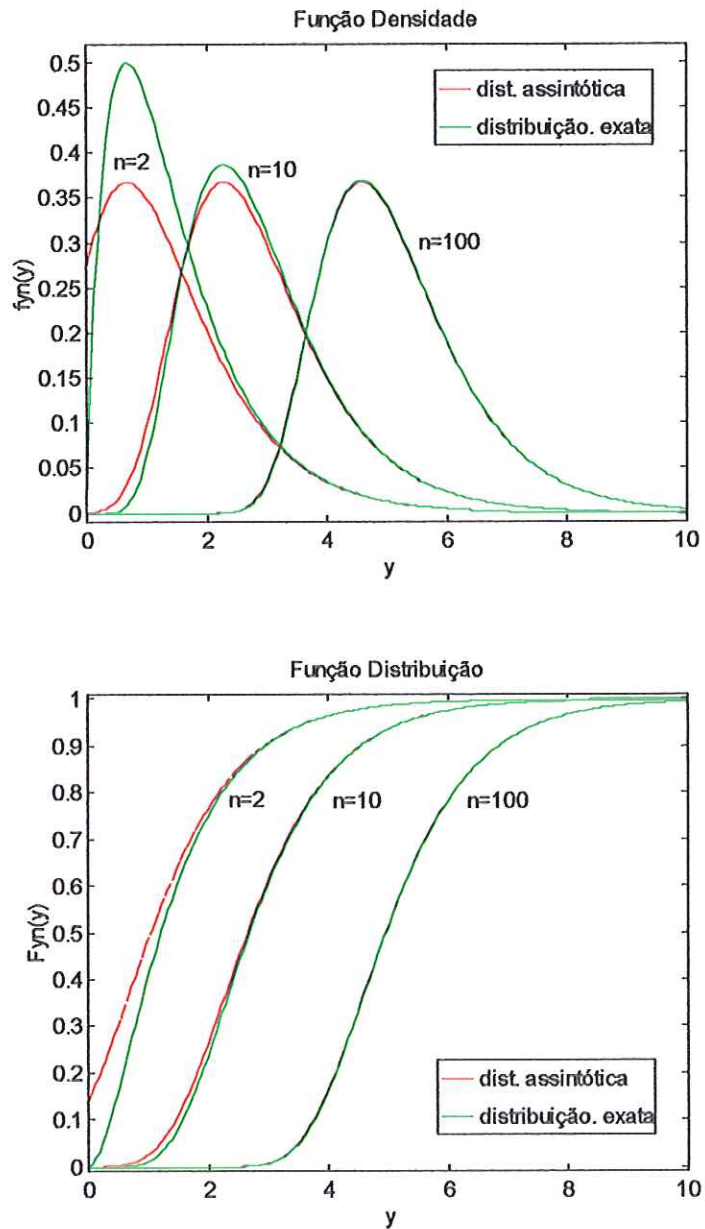 Função Densidade
0.5
0.45
0.4
0.35
0.3
0.25
0.2
0.15
0.1
0.05
0
fyn(y)
dist. assintótica
distribuição. exata
n=2
n=10
n=100
0 2 4 6 8 10
y
Função Distribuição
1
0.9
0.8
0.7
0.6
0.5
0.4
0.3
0.2
0.1
0
Fyn(y)
n=2
n=10
n=100
dist. assintótica
distribuição. exata
0 2 4 6 8 10
y